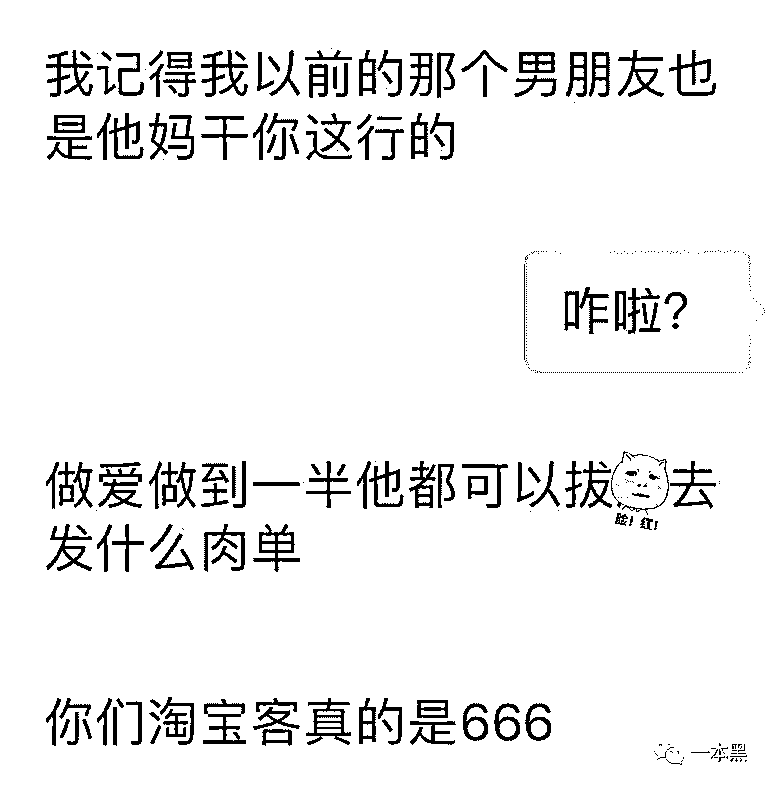 我记得我以前的那个男朋友也
是他妈干你这行的
咋啦?
做爱做到一半他都可以拔去
脸!红!
发什么肉单
你们淘宝客真的是666
一本黑